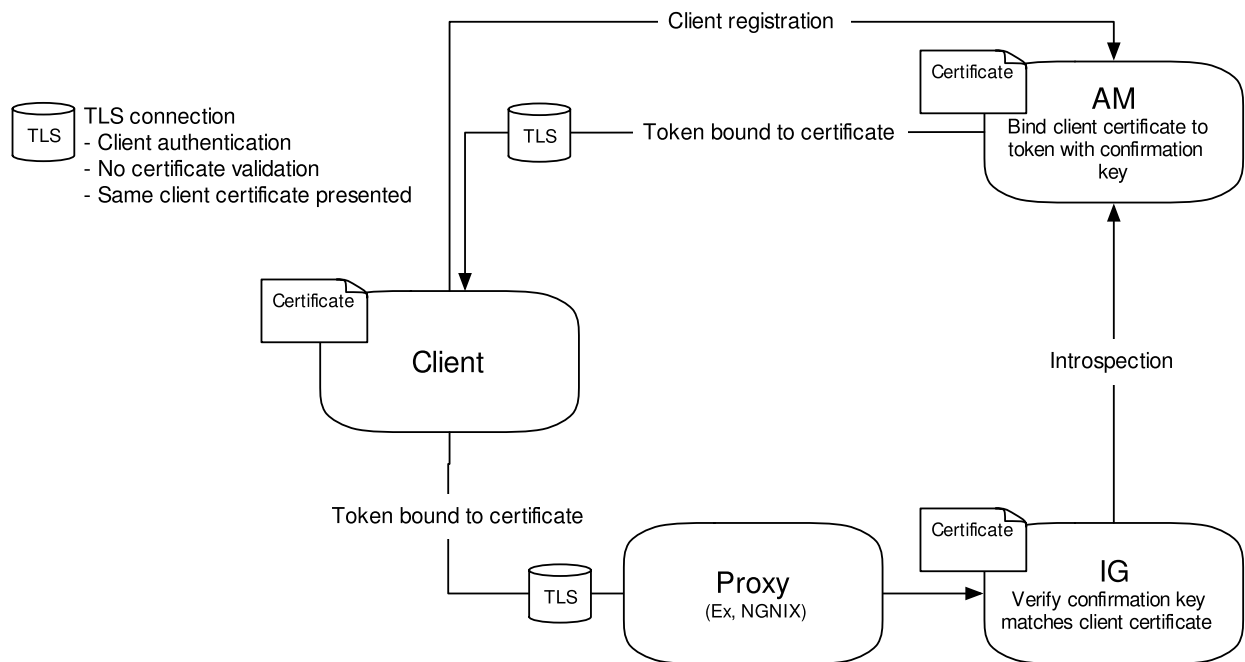 Client registration
Certificate
AM
Bind client certificate to
token with confirmation
key
TLS
TLS connection
- Client authentication
- No certificate validation
- Same client certificate presented
TLS
Token bound to certificate
Certificate
Client
Introspection
Token bound to certificate
TLS
Proxy
(Ex, NGNIX)
Certificate
IG
Verify confirmation key
matches client certificate